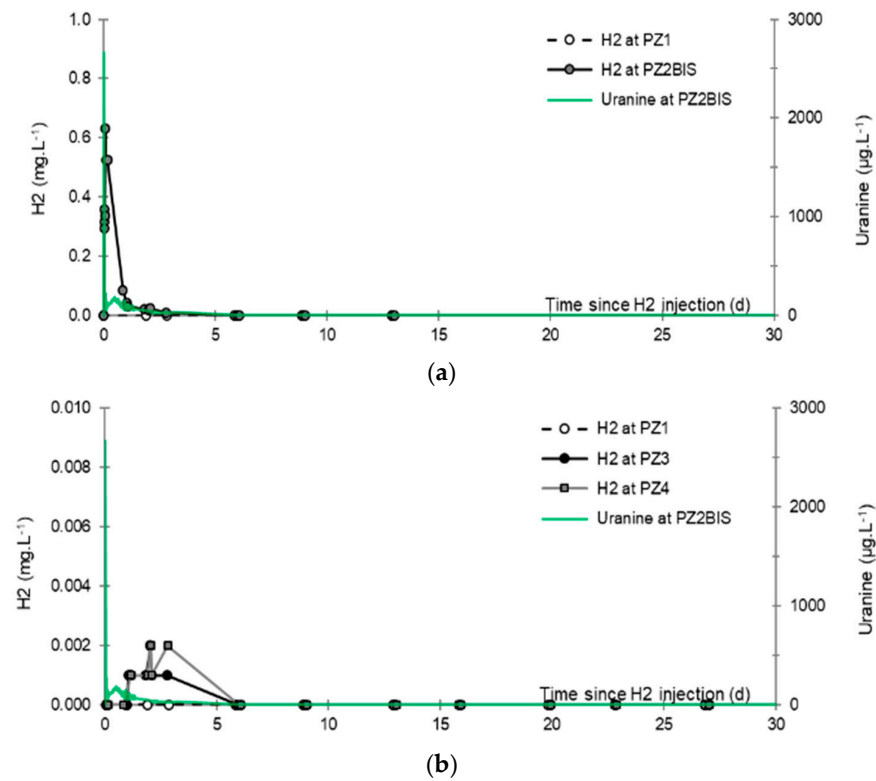 1.0
0.8
0.6
0.4
0.2
0.0
H2 (mg.L⁻¹)
3000
2000
1000
0
Uranine (µg.L⁻¹)
H2 at PZ1
H2 at PZ2BIS
Uranine at PZ2BIS
Time since H2 injection (d)
0 5 10 15 20 25 30
(a)
0.010
0.008
0.006
0.004
0.002
0.000
H2 (mg.L⁻¹)
3000
2000
1000
0
Uranine (µg.L⁻¹)
H2 at PZ1
H2 at PZ3
H2 at PZ4
Uranine at PZ2BIS
Time since H2 injection (d)
0 5 10 15 20 25 30
(b)